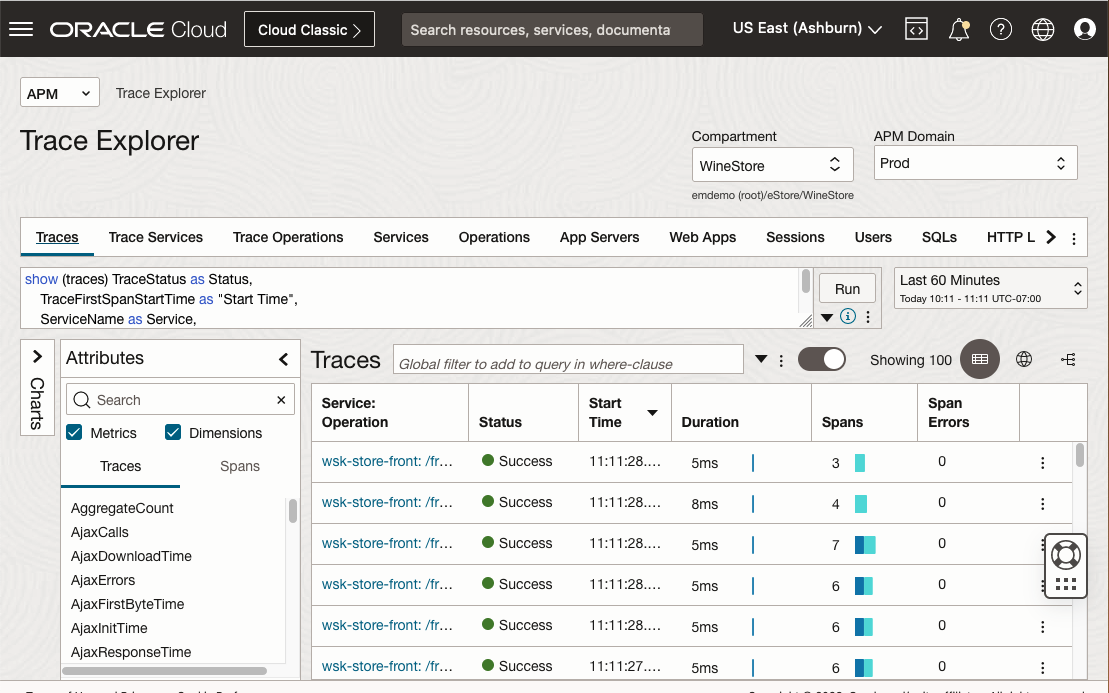 ORACLE Cloud
Cloud Classic
Search resources, services, documenta
US East (Ashburn)
APM
Trace Explorer
Trace Explorer
Compartment
APM Domain
WineStore
Prod
emdemo (root)/eStore/WineStore
Traces Trace Services Trace Operations Services Operations App Servers Web Apps Sessions Users SQLs HTTP L
show (traces) TraceStatus as Status,
TraceFirstSpanStartTime as "Start Time",
ServiceName as Service,
Run
Last 60 Minutes
Today 10:11 - 11:11 UTC-07:00
Charts
Attributes
Search
Metrics Dimensions
Traces Spans
AggregateCount
AjaxCalls
AjaxDownloadTime
AjaxErrors
AjaxFirstByteTime
AjaxInitTime
AjaxResponseTime
Traces
Global filter to add to query in where-clause
Showing 100
Service: Operation Status Start Time Duration Spans Span Errors
wsk-store-front: /fr... Success 11:11:28.... 5ms 3 0
wsk-store-front: /fr... Success 11:11:28.... 8ms 4 0
wsk-store-front: /fr... Success 11:11:28.... 5ms 7 0
wsk-store-front: /fr... Success 11:11:28.... 5ms 6 0
wsk-store-front: /fr... Success 11:11:28.... 5ms 6 0
wsk-store-front: /fr... Success 11:11:27.... 5ms 6 0